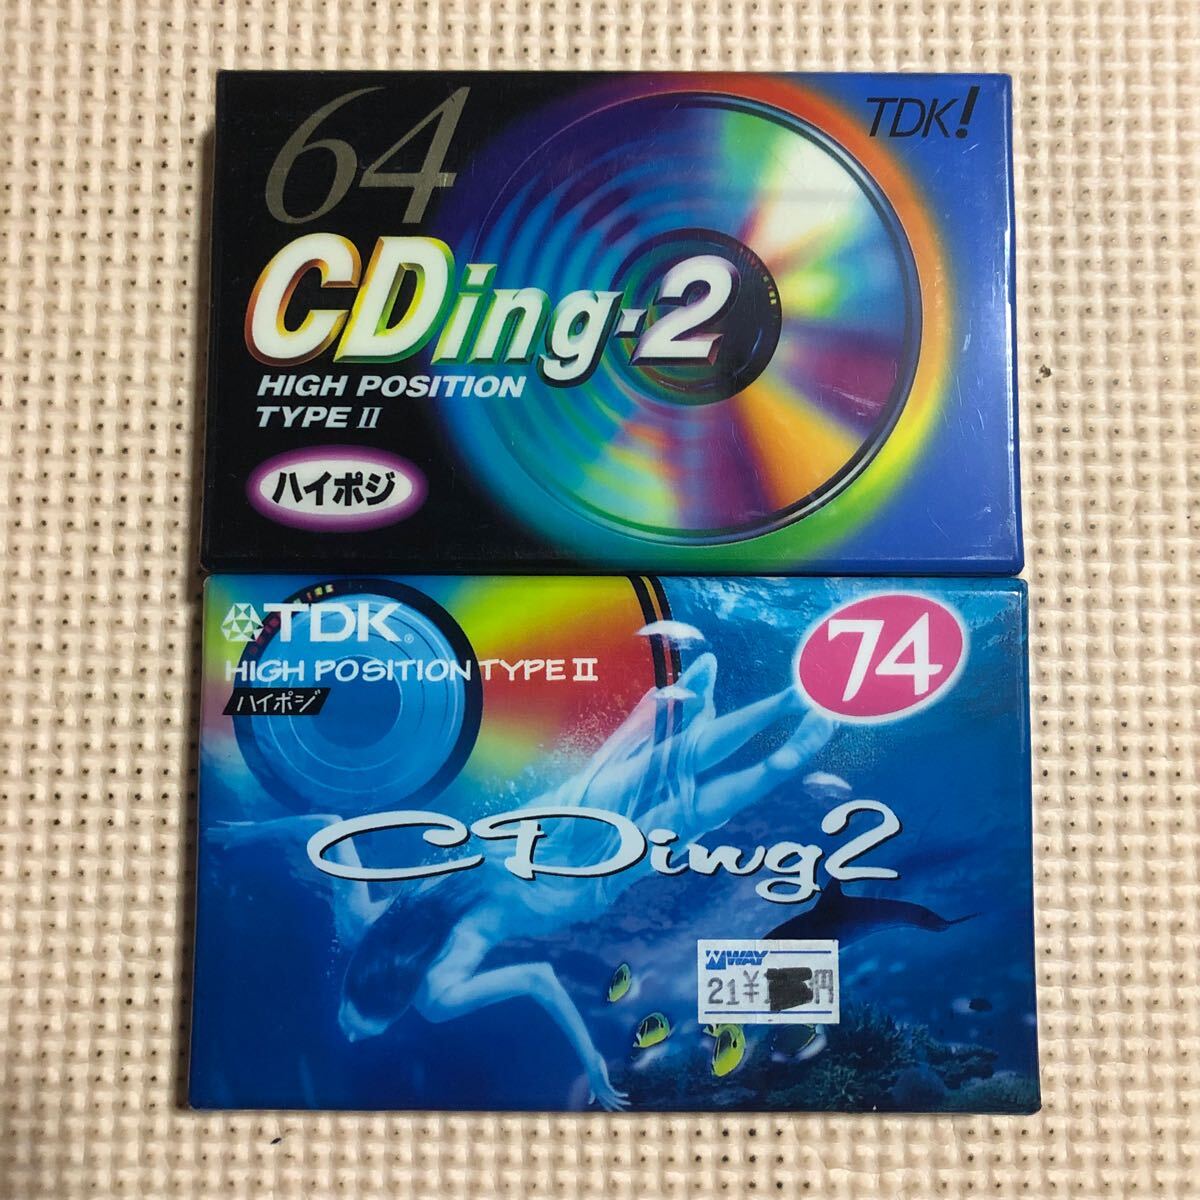 64
TDK!
CDing-2
HIGH POSITION
TYPE II
ハイポジ
TDK®
HIGH POSITION TYPE II
ハイポジ
74
CDing2
WAY
21¥1 円